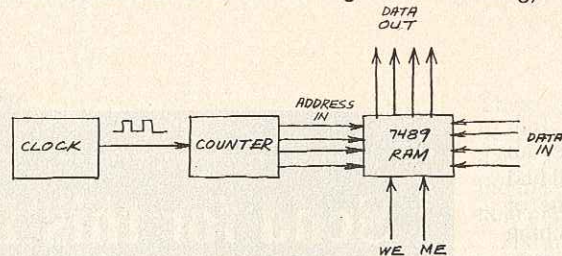 DATA
OUT
ADDRESS
IN
CLOCK
COUNTER
7489
RAM
DATA
IN
WE
ME